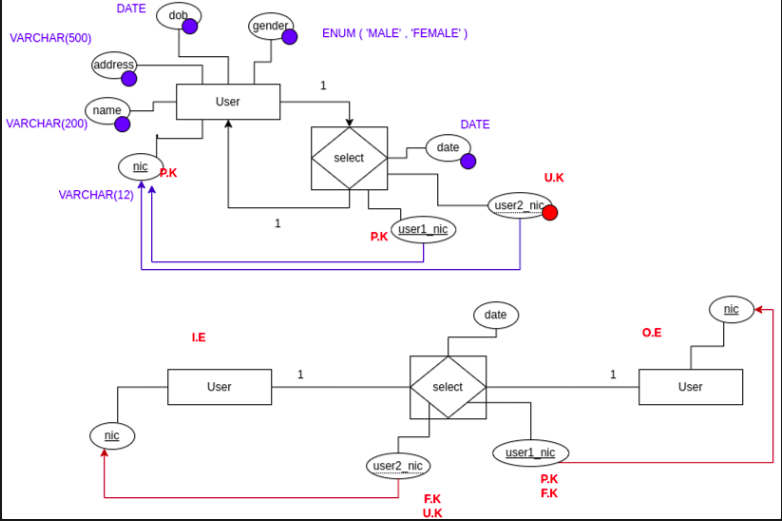 DATE
dob
gender
VARCHAR(500)
ENUM ( 'MALE' , 'FEMALE' )
address
1
User
name
VARCHAR(200)
DATE
date
select
nic
P.K
U.K
VARCHAR(12)
user2_nic
1
P.K
user1_nic
nic
date
I.E
O.E
User
1
select
1
User
nic
user2_nic
user1_nic
P.K
F.K
F.K
U.K